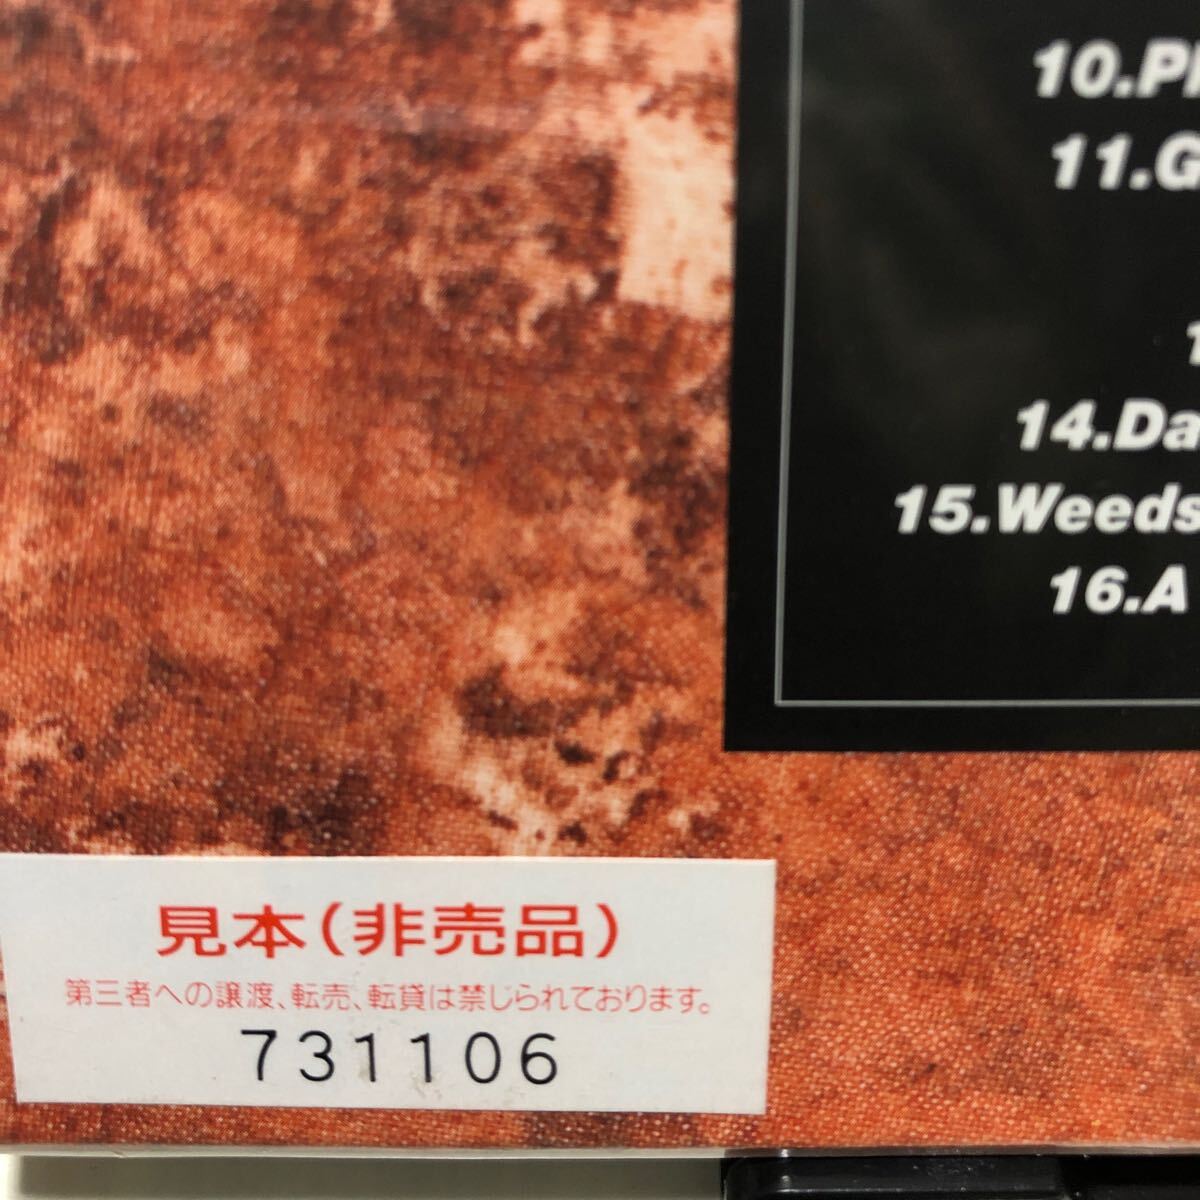 10.P
11.G
14.Da
15.Weeds
16.A
見本(非売品)
第三者への譲渡、転売、転貸は禁じられております。
731106